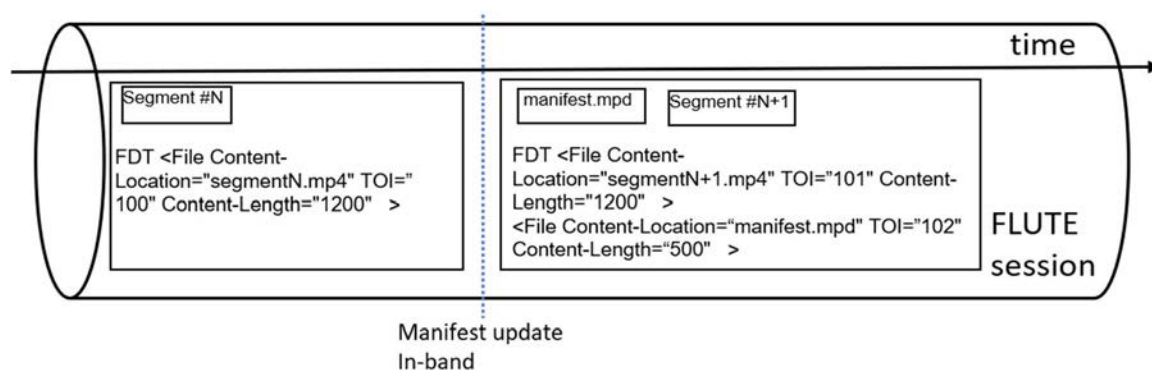 time
Segment #N
FDT <File Content-
Location="segmentN.mp4" TOI=”
100" Content-Length="1200"   >
manifest.mpd
Segment #N+1
FDT <File Content-
Location="segmentN+1.mp4" TOI=”101" Content-
Length="1200"   >
<File Content-Location=“manifest.mpd" TOI=”102"
Content-Length=“500"   >
FLUTE
session
Manifest update
In-band